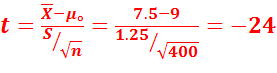 t = (X̅−μ₀)/(S/√n) = (7.5−9)/(1.25/√400) = −24